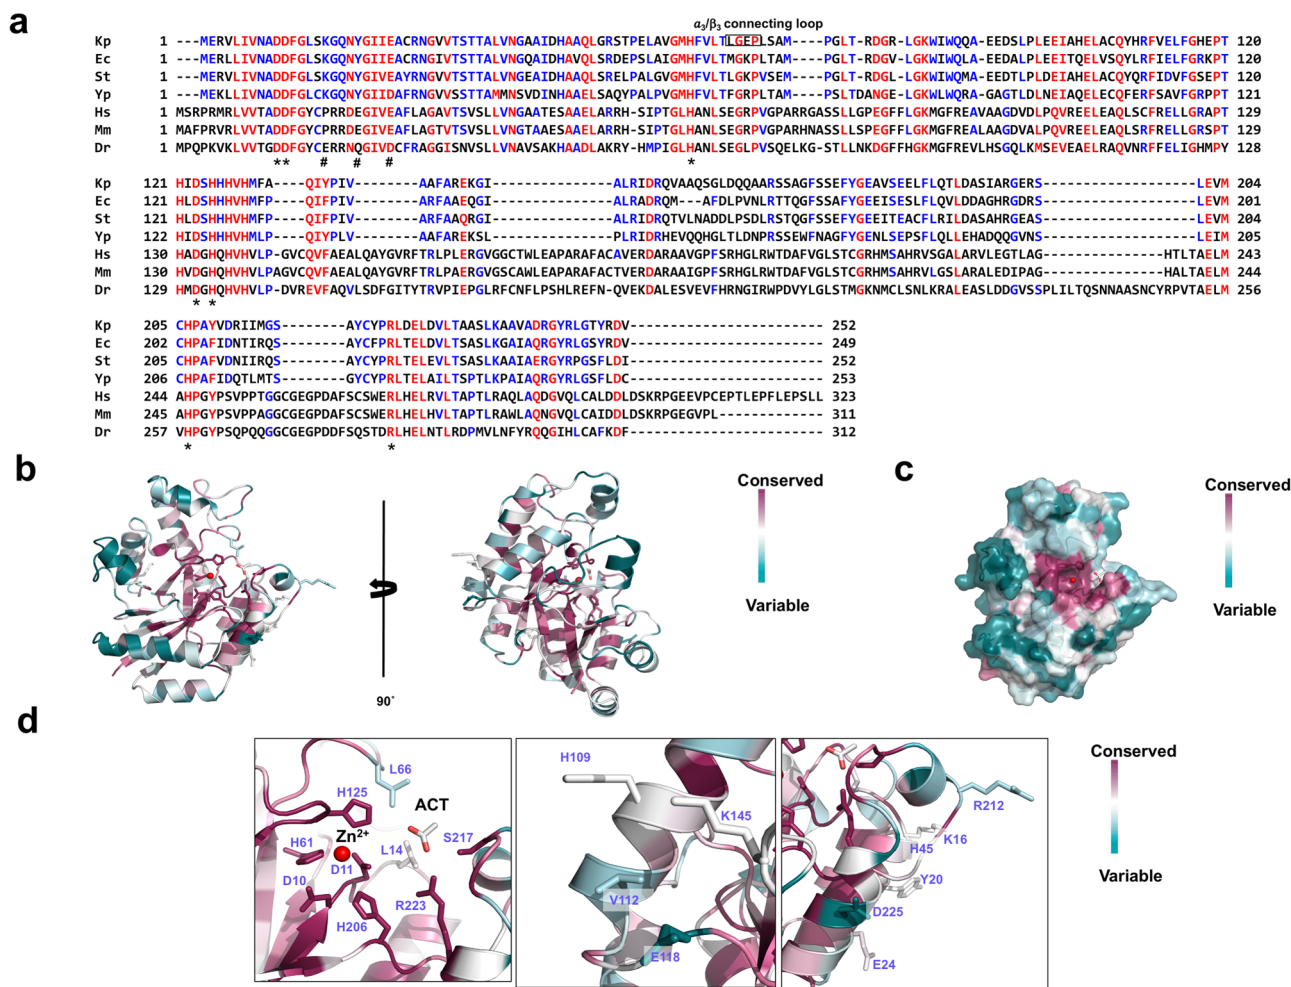 a
α3/β3 connecting loop
Kp 1 ---MERVLIVNADDFGLSKGQNYGIIEACRNGVVTSTTALVNGAAIDHAAQLGRSTPELAVGMHFVLTLGEPLSAM----PGLT-RDGR-LGKWIWQQA-EEDSLPLEEIAHELACQYHRFVELFGHEPT 120
Ec 1 ---MERLLIVNADDFGLSKGQNYGIIEACRNGIVTSTTALVNGQAIDHAVQLSRDEPSLAIGMHFVLTMGKPLTAM----PGLT-RDGV-LGKWIWQLA-EEDALPLEEITQELVSQYLRFIELFGHEPT 120
St 1 ---MERVLIVNADDFGLSKGQNYGIVEAYRNGVVTSTTALVNGEAIDHAAQLSRELPALGVGMHFVLTLGKPVSEM----PGLT-RDGL-LGKWIWQMA-EEDTLPLDEIAHELACQYQRFIDVFGSEPT 120
Yp 1 ---MEKLLIVNADDFGLCKGQNYGIIDAFRNGVVSSTTAMMNSVDINHAAELSAQYPALPVGMHFVLTFGRPLTAM----PSLTDANGE-LGKWLWQRA-GAGTLDLNEIAQELECQFERFSAVFGRPPT 121
Hs 1 MSRPRMRLVVTADDFGYCPRRDEGIVEAFLAGAVTSVSLLVNGAATESAAELARRH-SIPTGLHANLSEGRPVGPARRGASSLLGPEGFFLGKMGFREAVAAGDVDLPQVREELEAQLSCFRELLGRAPT 129
Mm 1 MAFPRVRLVVTADDFGYCPRRDEGIVEAFLAGTVTSVSLLVNGTAAESAAELARRH-SIPTGLHANLSEGRPVGPARHNASSLLSPEGFFLGKMGFREALAAGDVALPQVREELEAQLSRFRELLGRSPT 129
Dr 1 MPQPKVKLVVTGDDFGYCERRNQGIVDCFRAGGISNVSLLVNAVSAKHAADLAKRY-HMPIGLHANLSEGLPVSQELKG-STLLNKDGFFHGKMGFREVLHSGQLKMSEVEAELRAQVNRFFELIGHMPY 128
** # # # *
Kp 121 HIDSHHHVHMFA----QIYPIV--------AAFAREKGI------------ALRIDRQVAAQSGLDQQAARSSAGFSSEFYGEAVSEELFLQTLDASIARGERS--------------------LEVM 204
Ec 121 HLDSHHHVHMFP----QIFPIV--------ARFAAEQGI------------ALRADRQM---AFDLPVNLRTTQGFSSAFYGEEISESLFLQVLDDAGHRGDRS--------------------LEVM 201
St 121 HLDSHHHVHMFP----QIFPIV--------ARFAAQRGI------------ALRIDRQTVLNADDLPSDLRSTQGFSSEFYGEEITEACFLRILDASAHRGEAS--------------------LEVM 204
Yp 122 HIDSHHHVHMLP----QIYPLV--------AAFAREKSL------------PLRIDRHEVQQHGLTLDNPRSSEWFNAGFYGENLSEPSFLQLLEHADQQGVNS--------------------LEIM 205
Hs 130 HADGHQHVHVLP-GVCQVFAEALQAYGVRFTRLPLERGVGGCTWLEAPARAFACAVERDARAAVGPFSRHGLRWTDAFVGLSTCGRHMSAHRVSGALARVLEGTLAG---------------HTLTAELM 243
Mm 130 HVDGHQHVHVLPAGVCQVFAEALQAYGVRFTRLPAERGVGSCAWLEAPARAFACTVERDARAAIGPFSRHGLRWTDAFVGLSTCGRHMSAHRVLGSLARALEDIPAG---------------HALTAELM 244
Dr 129 HMDGHQHVHVLP-DVREVFAQVLSDFGITYTRVPIEPGLRFCNFLPSHLREFN-QVEKDALESVEVFHRNGIRWPDVYLGLSTMGKNMCLSNLKRALEASLDDGVSSPLILTQSNNAASNCYRPVTAELM 256
* *
Kp 205 CHPAYVDRIIMGS--------AYCYPRLDELDVLTAASLKAAVADRGYRLGTYRDV------------------------ 252
Ec 202 CHPAFIDNTIRQS--------AYCFPRLTELDVLTSASLKGAIAQRGYRLGTYRDV------------------------ 249
St 205 CHPAFVDNIIRQS--------AYCYPRLTELEVLTSASLKAAIAERGYRPGSFLDI------------------------ 252
Yp 206 CHPAFIDQTLMTS--------GYCYPRLTELAILTSPTLKPAIAQRGYRLGSFLDC------------------------ 253
Hs 244 AHPGYPSVPPTGGCGEGPDAFSCSWERLHELRVLTAPTLRAQLAQDGVQLCALDDLDSKRPGEEVPCEPTLEPFLEPSLL 323
Mm 245 AHPGYPSVPPAGGCGEGPDAFSCSWERLHELHVLTAPTLRAWLAQNGVQLCAIDDLDSKRPGEGVPL------------- 311
Dr 257 VHPGYPSQPQQGGCGEGPDDFSQSTDRLHELNTLRDPMVLNFYRQQGIHLCAFKDF------------------------ 312
* *
b
90°
Conserved
Variable
c
Conserved
Variable
d
L66
H125
ACT
Zn2+
S217
H61
L14
D11
D10
R223
H206
H109
K145
V112
E118
R212
K16
H45
Y20
D225
E24
Conserved
Variable